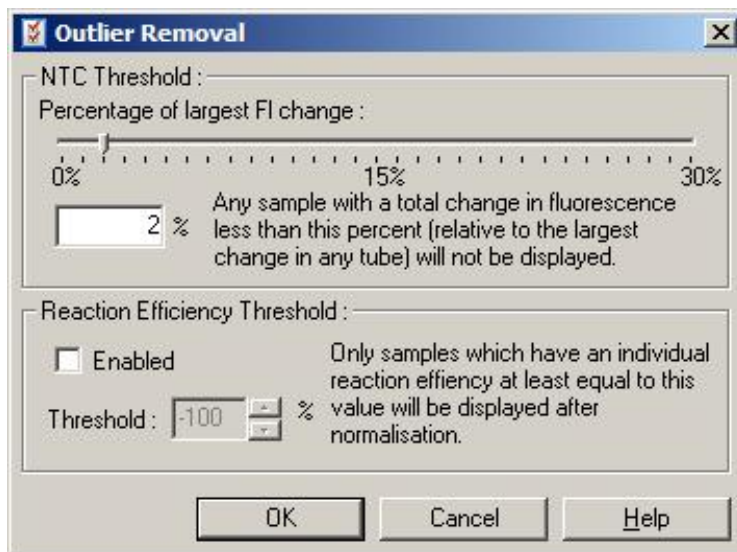 Outlier Removal
NTC Threshold :
Percentage of largest Fl change :
0% 15% 30%
2 %
Any sample with a total change in fluorescence
less than this percent (relative to the largest
change in any tube) will not be displayed.
Reaction Efficiency Threshold :
Enabled
Threshold : -100 %
Only samples which have an individual
reaction effiency at least equal to this
value will be displayed after
normalisation.
OK Cancel Help